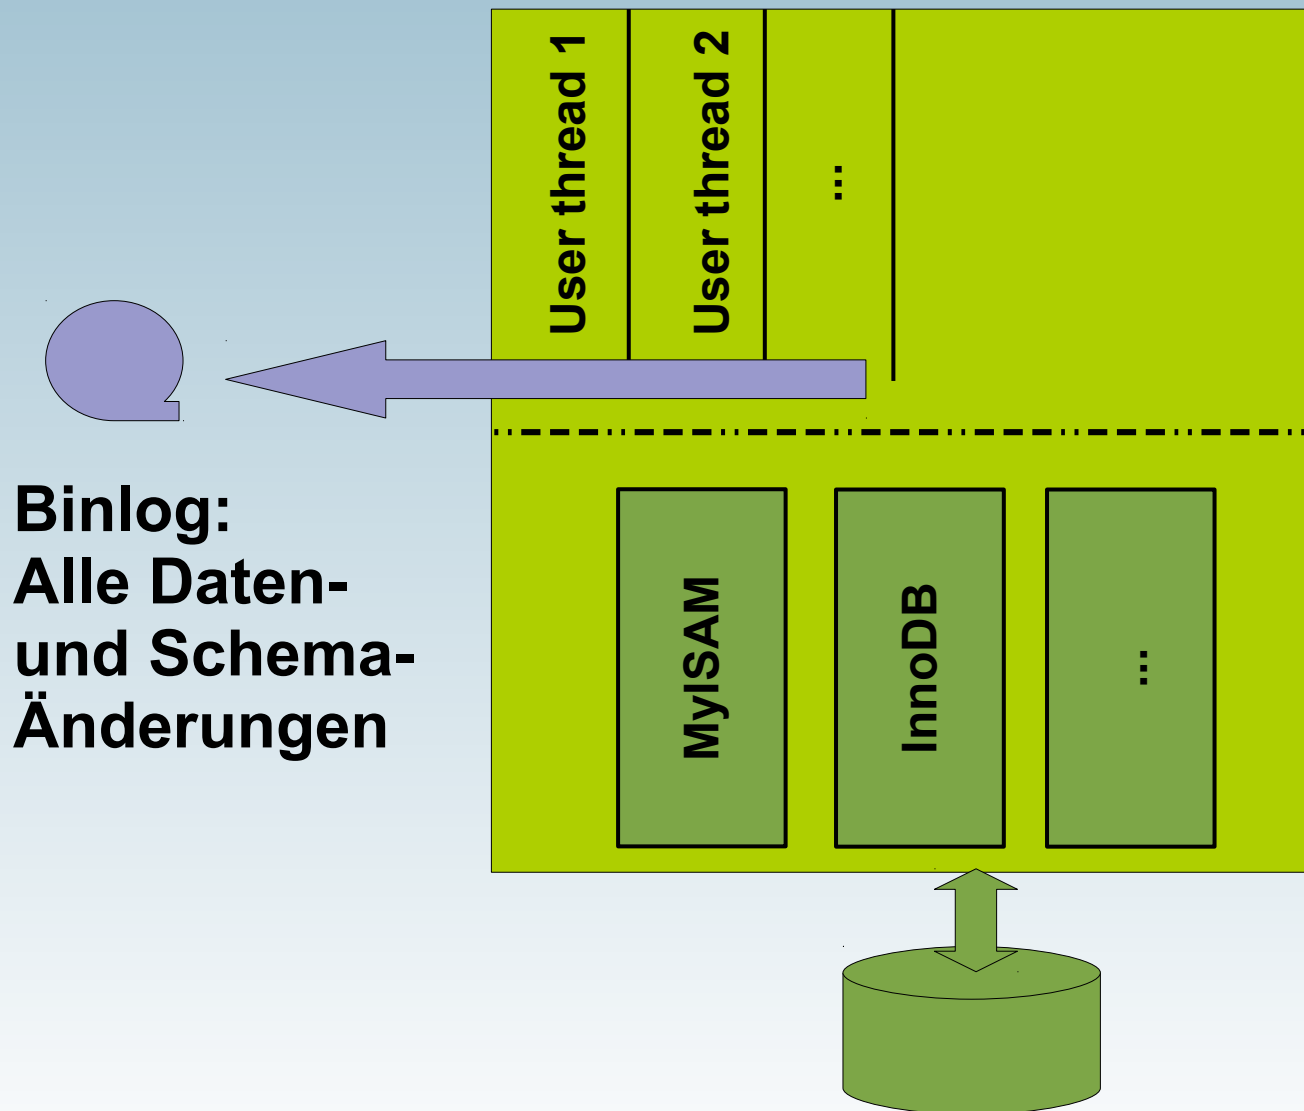 User thread 1
User thread 2
...
Binlog:
Alle Daten-
und Schema-
Änderungen
MyISAM
InnoDB
...